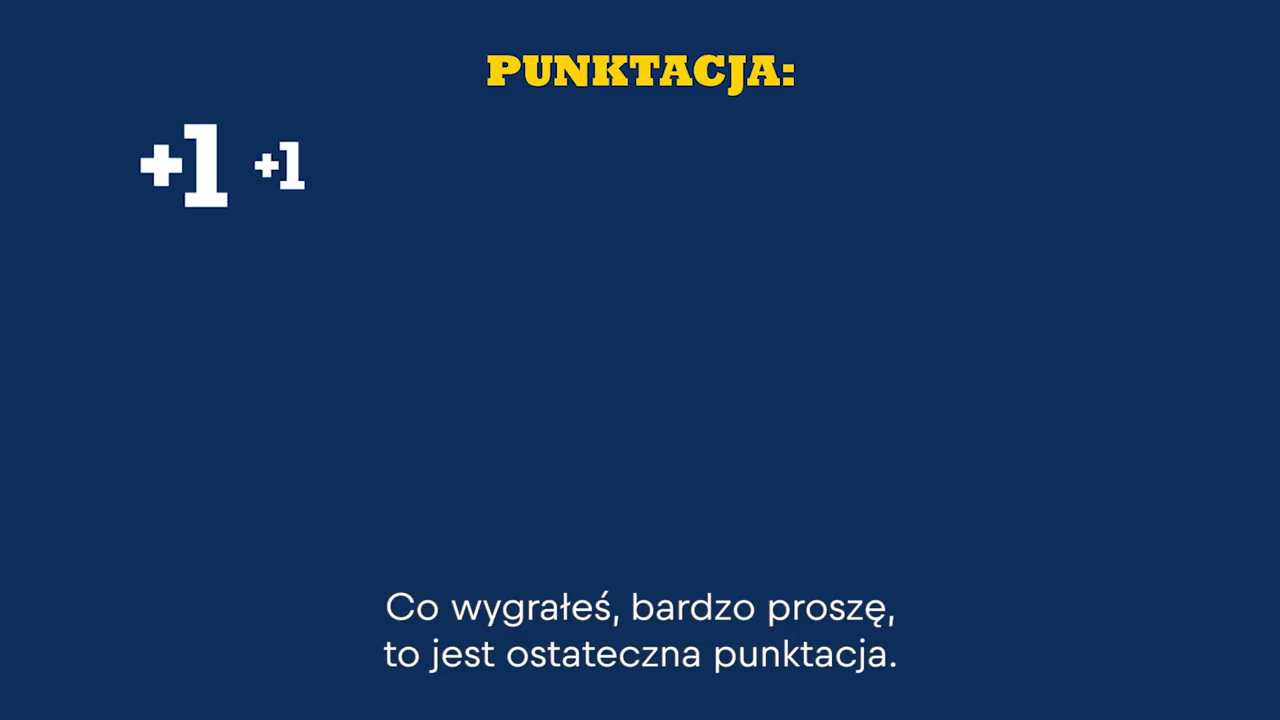 PUNKTACJA:
+1 +1
Co wygrałeś, bardzo proszę,
to jest ostateczna punktacja.